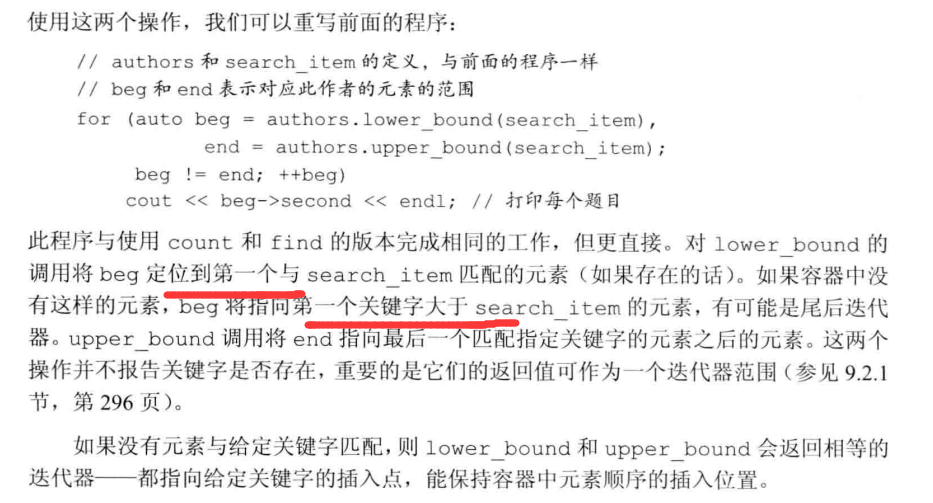 使用这两个操作，我们可以重写前面的程序：
// authors 和 search_item 的定义，与前面的程序一样
// beg 和 end 表示对应此作者的元素的范围
for (auto beg = authors.lower_bound(search_item),
end = authors.upper_bound(search_item);
beg != end; ++beg)
cout << beg->second << endl; // 打印每个题目
此程序与使用 count 和 find 的版本完成相同的工作，但更直接。对 lower_bound 的
调用将 beg 定位到第一个与 search_item 匹配的元素（如果存在的话）。如果容器中没
有这样的元素，beg 将指向第一个关键字大于 search_item 的元素，有可能是尾后迭代
器。upper_bound 调用将 end 指向最后一个匹配指定关键字的元素之后的元素。这两个
操作并不报告关键字是否存在，重要的是它们的返回值可作为一个迭代器范围（参见 9.2.1
节，第 296 页）。
如果没有元素与给定关键字匹配，则 lower_bound 和 upper_bound 会返回相等的
迭代器——都指向给定关键字的插入点，能保持容器中元素顺序的插入位置。